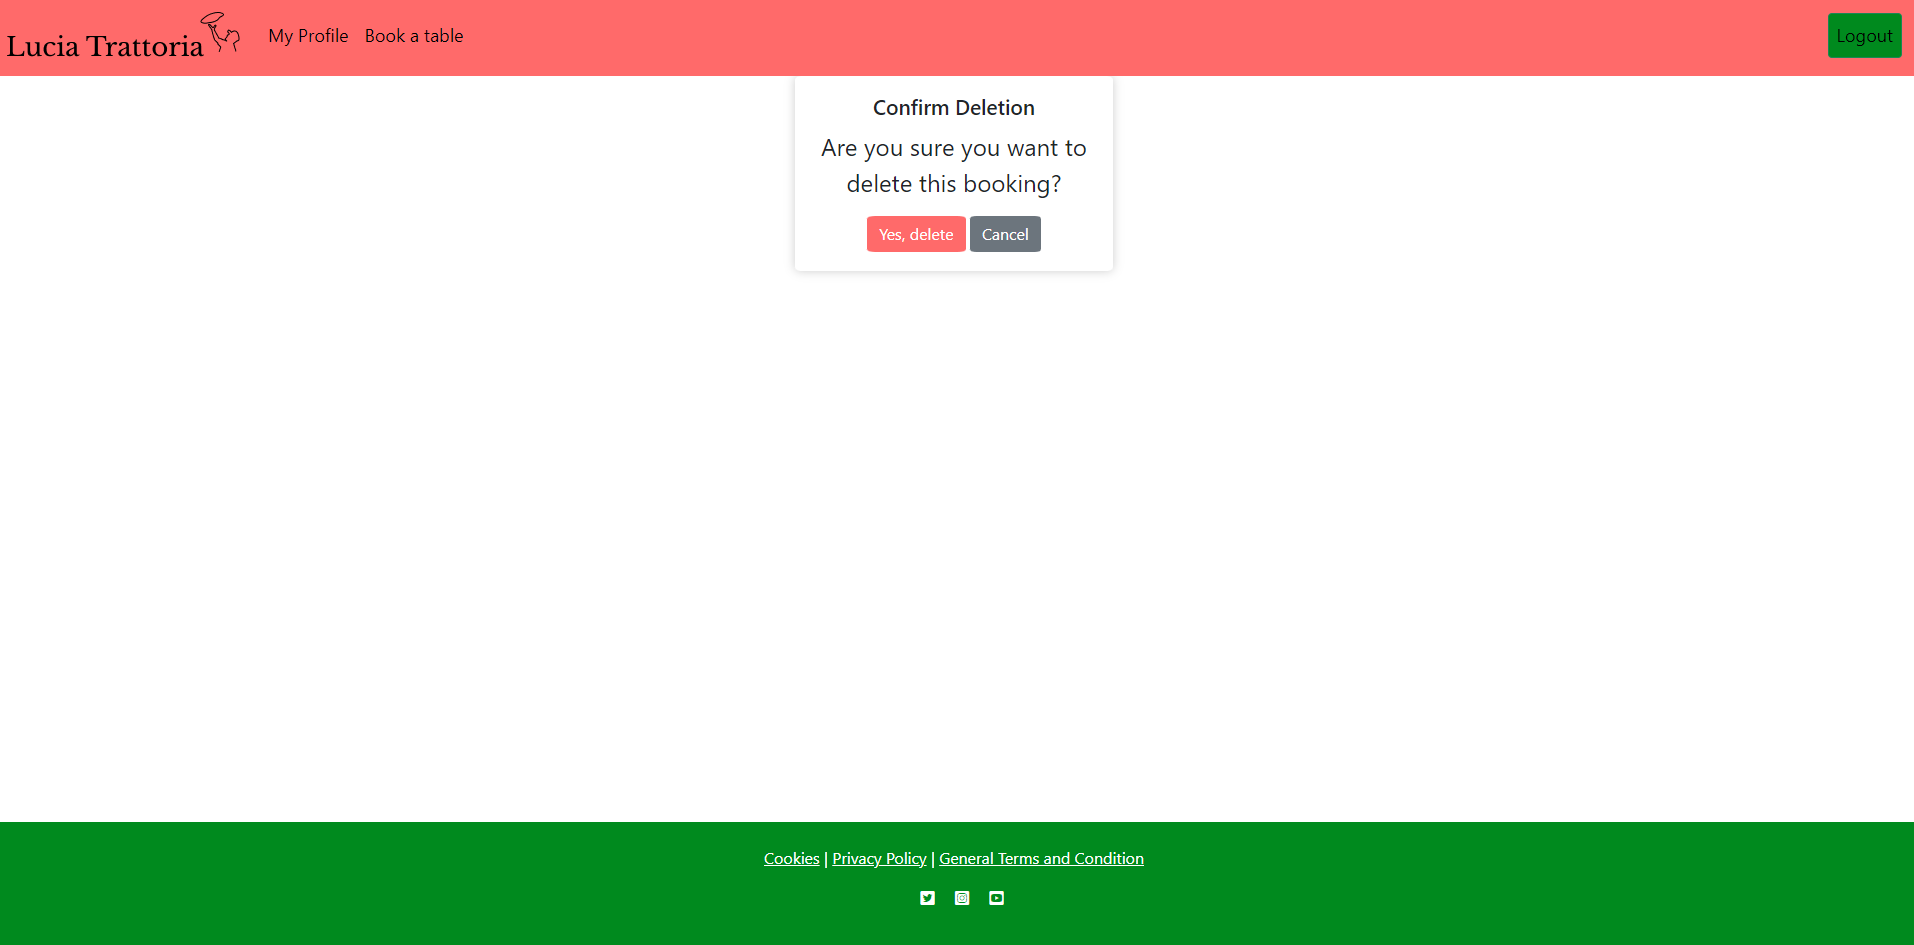 Lucia Trattoria My Profile Book a table Logout
Confirm Deletion
Are you sure you want to
delete this booking?
Yes, delete Cancel
Cookies | Privacy Policy | General Terms and Condition